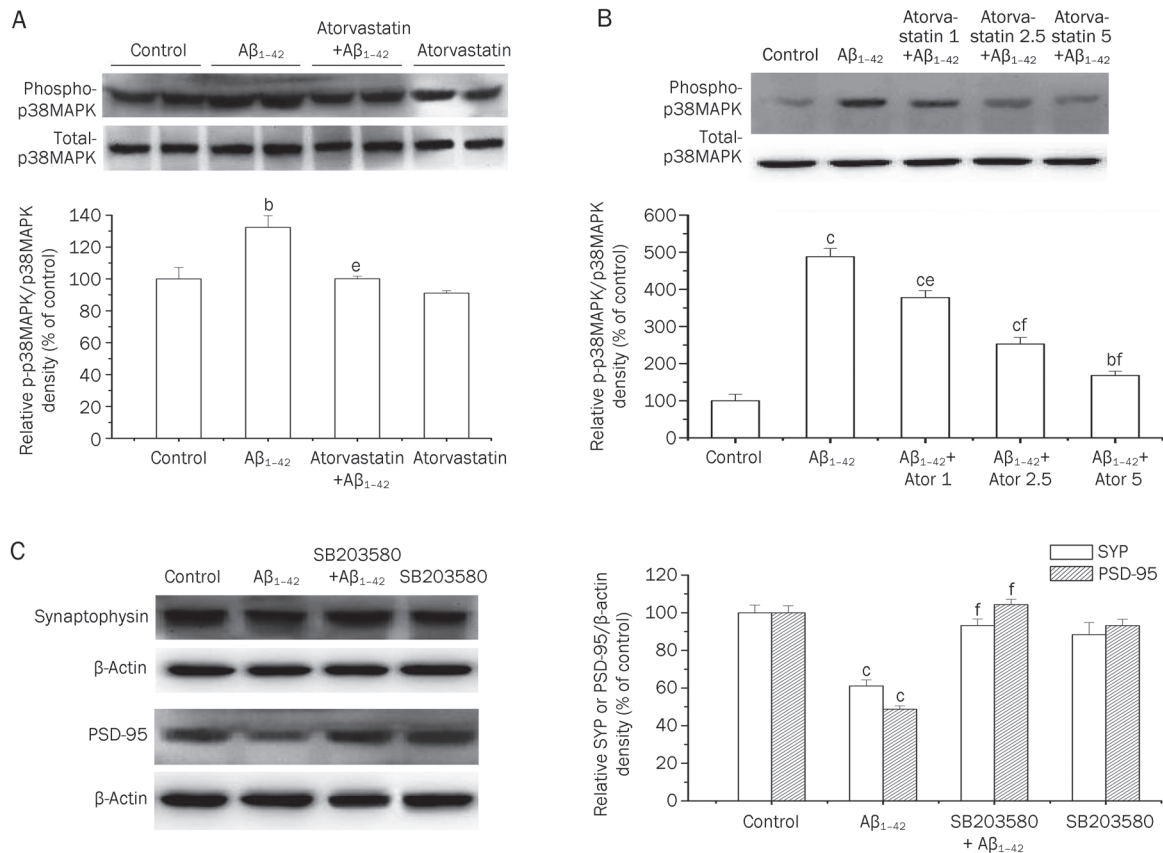 A
Control
Aβ₁₋₄₂
Atorvastatin
+Aβ₁₋₄₂
Atorvastatin
Phospho-
p38MAPK
Total-
p38MAPK
Relative p-p38MAPK/p38MAPK
density (% of control)
140
120
100
80
60
40
20
0
b
e
Control
Aβ₁₋₄₂
Atorvastatin
+Aβ₁₋₄₂
Atorvastatin
B
Control
Aβ₁₋₄₂
Atorva-
statin 1
+Aβ₁₋₄₂
Atorva-
statin 2.5
+Aβ₁₋₄₂
Atorva-
statin 5
+Aβ₁₋₄₂
Phospho-
p38MAPK
Total-
p38MAPK
Relative p-p38MAPK/p38MAPK
density (% of control)
600
500
400
300
200
100
0
c
ce
cf
bf
Control
Aβ₁₋₄₂
Aβ₁₋₄₂+
Ator 1
Aβ₁₋₄₂+
Ator 2.5
Aβ₁₋₄₂+
Ator 5
C
Control
Aβ₁₋₄₂
SB203580
+Aβ₁₋₄₂
SB203580
Synaptophysin
β-Actin
PSD-95
β-Actin
Relative SYP or PSD-95/β-actin
density (% of control)
120
100
80
60
40
20
0
SYP
PSD-95
c
c
f
f
Control
Aβ₁₋₄₂
SB203580
+ Aβ₁₋₄₂
SB203580